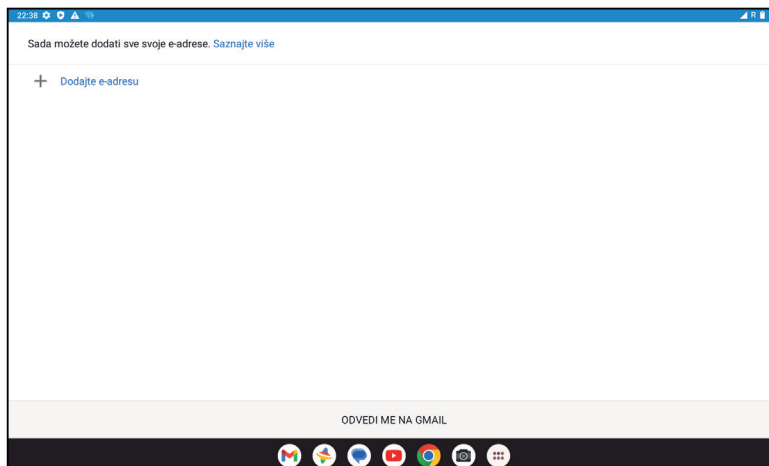 22:38
R
Sada možete dodati sve svoje e-adrese. Saznajte više
Dodajte e-adresu
ODVEDI ME NA GMAIL